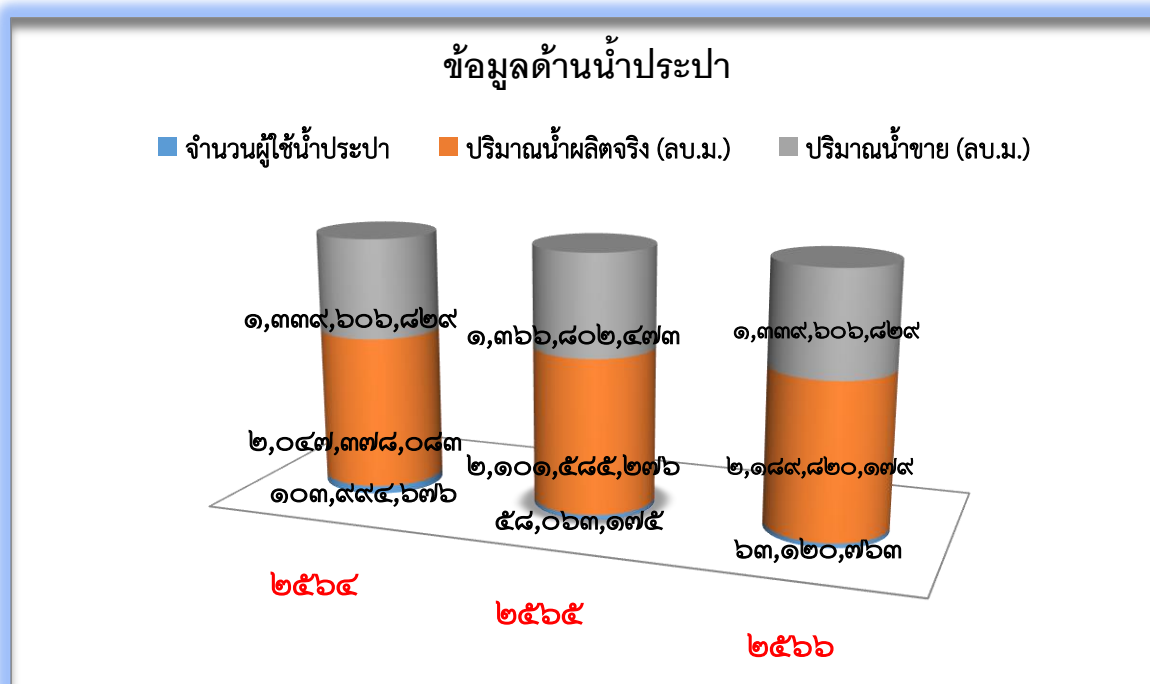 ข้อมูลด้านน้ำประปา
จำนวนผู้ใช้น้ำประปา ปริมาณน้ำผลิตจริง (ลบ.ม.) ปริมาณน้ำขาย (ลบ.ม.)
๑,๓๓๙,๖๐๖,๘๒๙ ๑,๓๖๖,๘๐๒,๔๗๓ ๑,๓๓๙,๖๐๖,๘๒๙
๒,๐๔๗,๓๗๘,๐๘๓ ๒,๑๐๑,๕๘๕,๒๗๖ ๒,๑๘๙,๘๒๐,๑๗๙
๑๐๓,๙๙๔,๖๗๖ ๕๘,๐๖๓,๑๗๕ ๖๓,๑๒๐,๗๖๓
๒๕๖๔ ๒๕๖๕ ๒๕๖๖